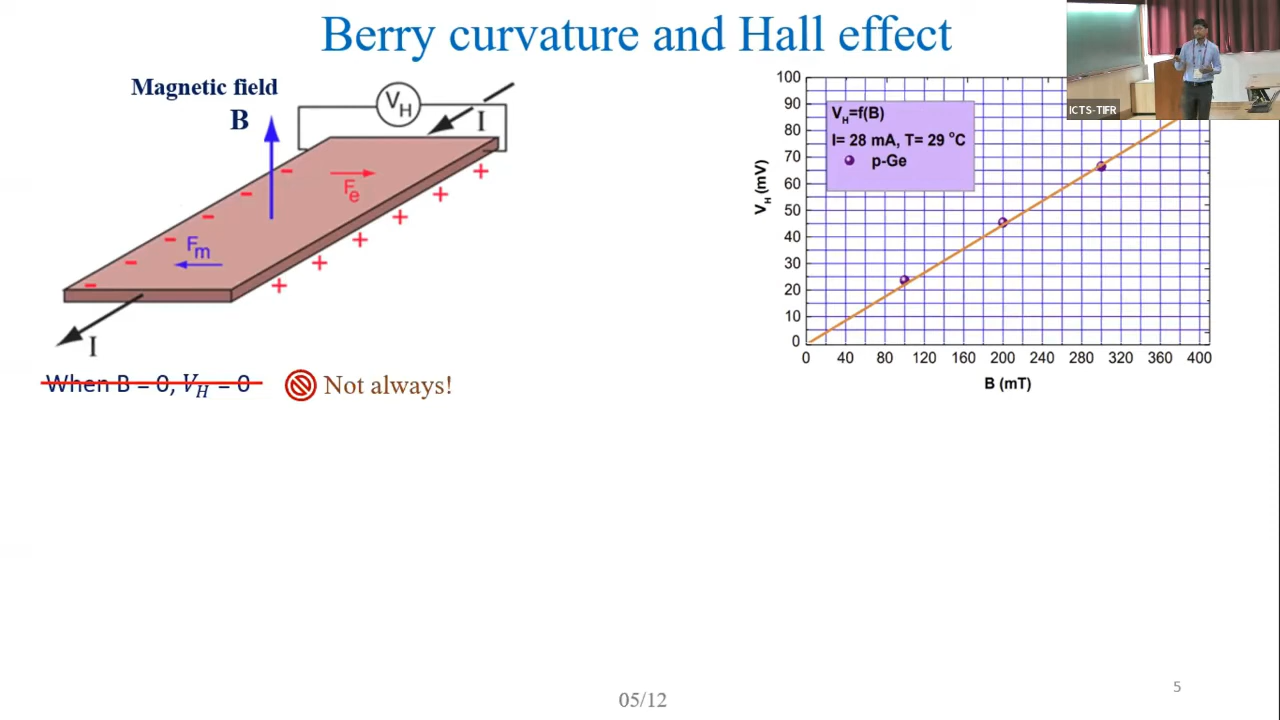 Berry curvature and Hall effect
Magnetic field
B
V_H
I
F_e
F_m
- - - - - -
+ + + + + +
I
When B = 0, V_H = 0
Not always!
V_H=f(B)
I= 28 mA, T= 29 °C
p-Ge
V_H (mV)
100
90
80
70
60
50
40
30
20
10
0
0 40 80 120 160 200 240 280 320 360 400
B (mT)
ICTS-TIFR
05/12
5